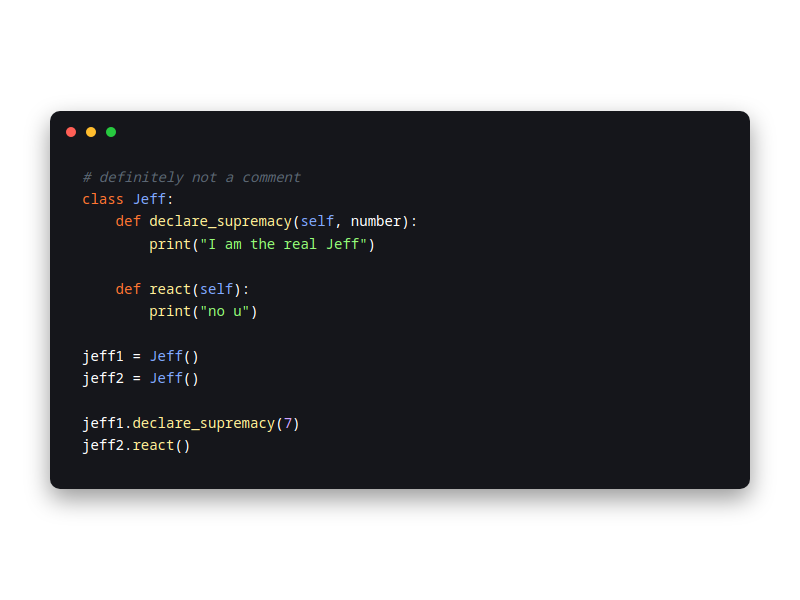 # definitely not a comment
class Jeff:
    def declare_supremacy(self, number):
        print("I am the real Jeff")

    def react(self):
        print("no u")

jeff1 = Jeff()
jeff2 = Jeff()

jeff1.declare_supremacy(7)
jeff2.react()